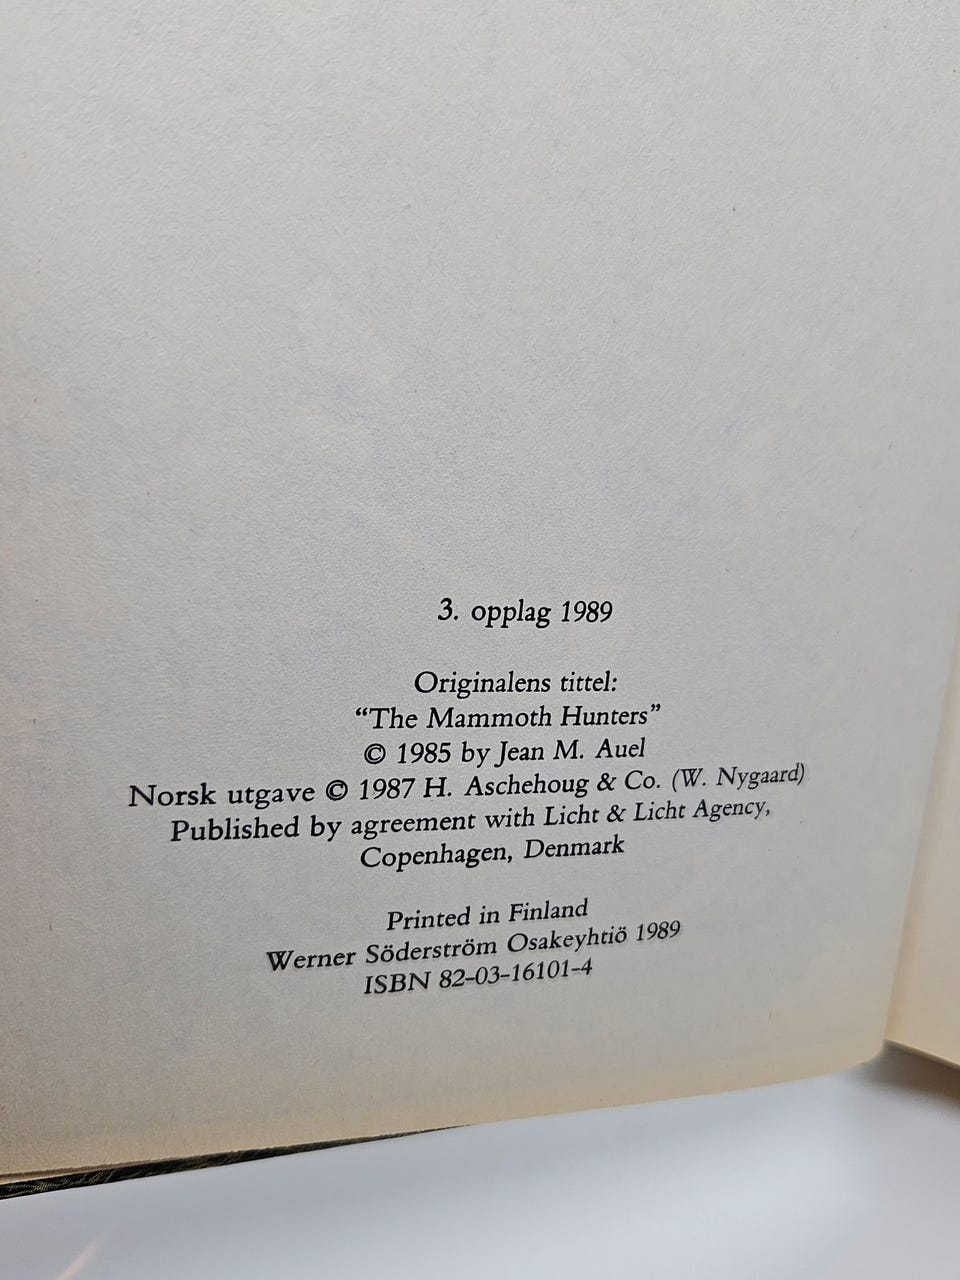 3. opplag 1989
Originalens tittel:
“The Mammoth Hunters”
© 1985 by Jean M. Auel
Norsk utgave © 1987 H. Aschehoug & Co. (W. Nygaard)
Published by agreement with Licht & Licht Agency,
Copenhagen, Denmark
Printed in Finland
Werner Söderström Osakeyhtiö 1989
ISBN 82-03-16101-4